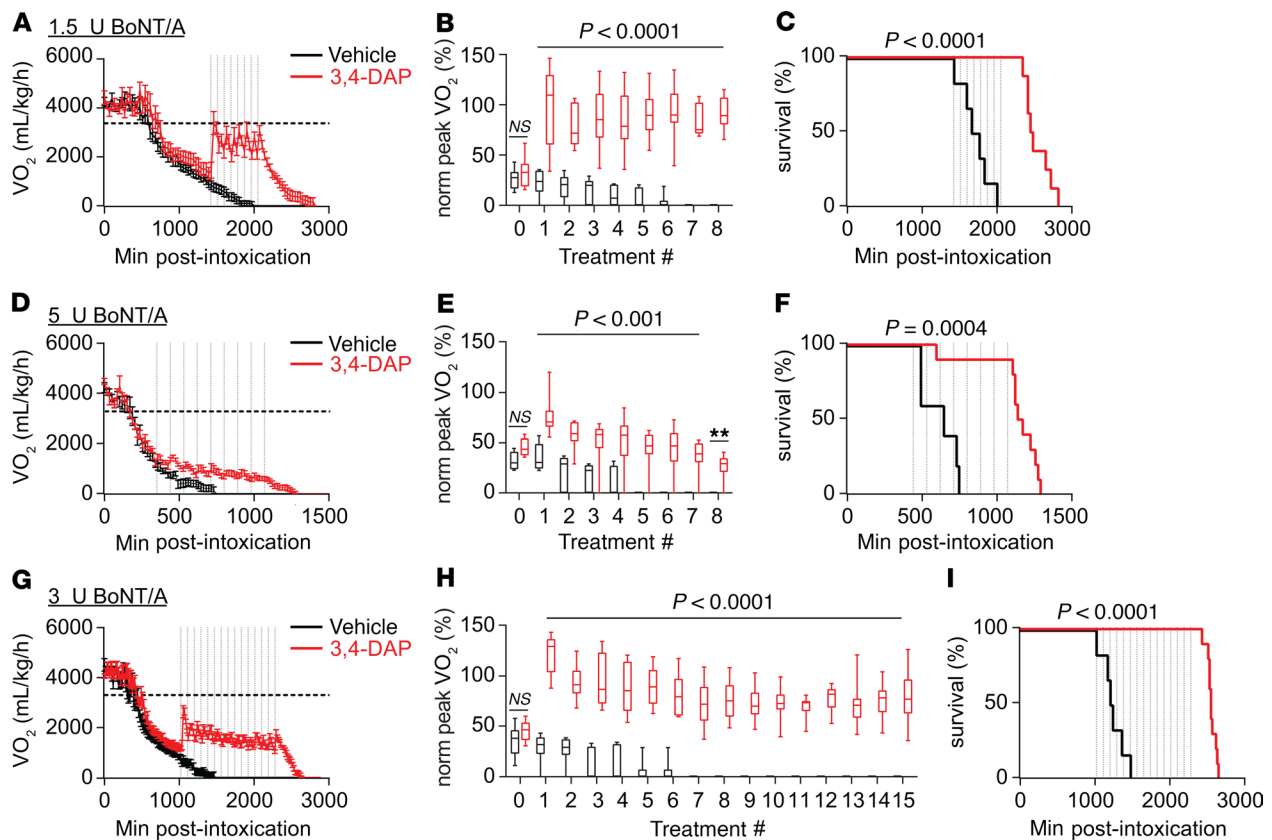 A
1.5 U BoNT/A
Vehicle
3,4-DAP
VO2 (mL/kg/h)
6000
4000
2000
0
0 1000 2000 3000
Min post-intoxication
B
P < 0.0001
norm peak VO2 (%)
150
100
50
0
NS
0 1 2 3 4 5 6 7 8
Treatment #
C
P < 0.0001
survival (%)
100
50
0
0 1000 2000 3000
Min post-intoxication
D
5 U BoNT/A
Vehicle
3,4-DAP
VO2 (mL/kg/h)
6000
4000
2000
0
0 500 1000 1500
Min post-intoxication
E
P < 0.001
norm peak VO2 (%)
150
100
50
0
NS
**
0 1 2 3 4 5 6 7 8
Treatment #
F
P = 0.0004
survival (%)
100
50
0
0 500 1000 1500
Min post-intoxication
G
3 U BoNT/A
Vehicle
3,4-DAP
VO2 (mL/kg/h)
6000
4000
2000
0
0 1000 2000 3000
Min post-intoxication
H
P < 0.0001
norm peak VO2 (%)
150
100
50
0
NS
0 1 2 3 4 5 6 7 8 9 10 11 12 13 14 15
Treatment #
I
P < 0.0001
survival (%)
100
50
0
0 1000 2000 3000
Min post-intoxication